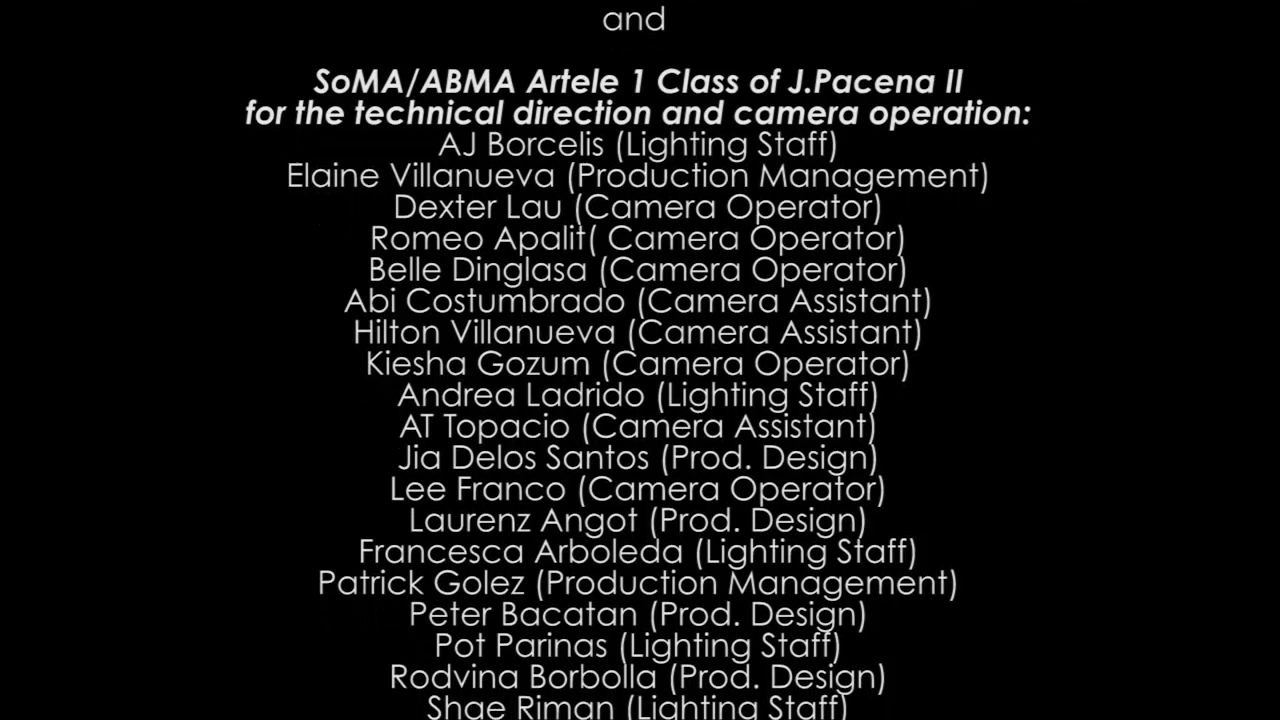 and
SoMA/ABMA Artele 1 Class of J.Pacena II
for the technical direction and camera operation:
AJ Borcelis (Lighting Staff)
Elaine Villanueva (Production Management)
Dexter Lau (Camera Operator)
Romeo Apalit( Camera Operator)
Belle Dinglasa (Camera Operator)
Abi Costumbrado (Camera Assistant)
Hilton Villanueva (Camera Assistant)
Kiesha Gozum (Camera Operator)
Andrea Ladrido (Lighting Staff)
AT Topacio (Camera Assistant)
Jia Delos Santos (Prod. Design)
Lee Franco (Camera Operator)
Laurenz Angot (Prod. Design)
Francesca Arboleda (Lighting Staff)
Patrick Golez (Production Management)
Peter Bacatan (Prod. Design)
Pot Parinas (Lighting Staff)
Rodvina Borbolla (Prod. Design)
Shae Riman (Lighting Staff)